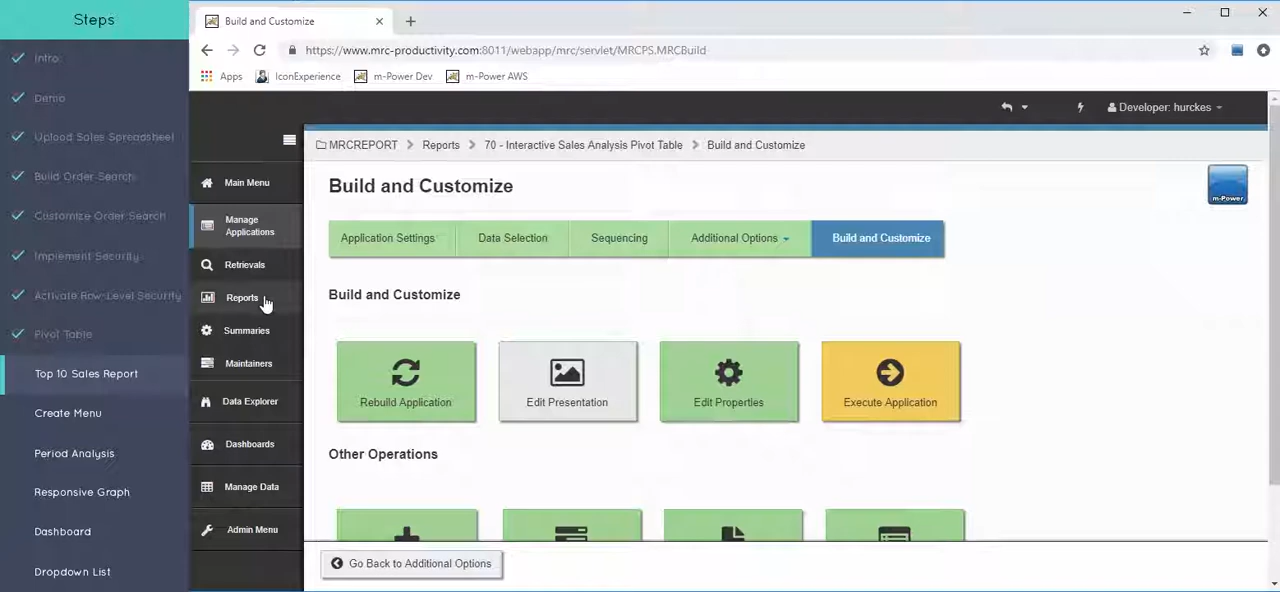 Steps
Intro
Demo
Upload Sales Spreadsheet
Build Order Search
Customize Order Search
Implement Security
Activate Row-Level Security
Pivot Table
Top 10 Sales Report
Create Menu
Period Analysis
Responsive Graph
Dashboard
Dropdown List
Build and Customize
https://www.mrc-productivity.com:8011/webapp/mrc/servlet/MRCPS.MRCBuild
Apps IconExperience m-Power Dev m-Power AWS
Developer: hurckes
MRCREPORT Reports 70 - Interactive Sales Analysis Pivot Table Build and Customize
Main Menu
Manage
Applications
Retrievals
Reports
Summaries
Maintainers
Data Explorer
Dashboards
Manage Data
Admin Menu
Build and Customize
m-Power
Application Settings Data Selection Sequencing Additional Options Build and Customize
Build and Customize
Rebuild Application Edit Presentation Edit Properties Execute Application
Other Operations
Go Back to Additional Options